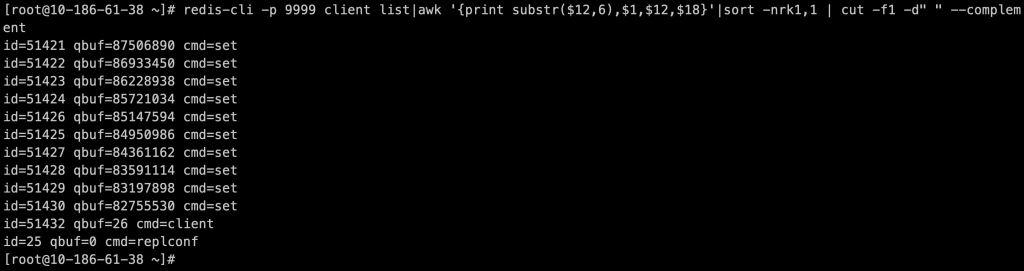 [root@10-186-61-38 ~]# redis-cli -p 9999 client list|awk '{print substr($12,6),$1,$12,$18}'|sort -nrk1,1 | cut -f1 -d" " --complem
ent
id=51421 qbuf=87506890 cmd=set
id=51422 qbuf=86933450 cmd=set
id=51423 qbuf=86228938 cmd=set
id=51424 qbuf=85721034 cmd=set
id=51426 qbuf=85147594 cmd=set
id=51425 qbuf=84950986 cmd=set
id=51427 qbuf=84361162 cmd=set
id=51428 qbuf=83591114 cmd=set
id=51429 qbuf=83197898 cmd=set
id=51430 qbuf=82755530 cmd=set
id=51432 qbuf=26 cmd=client
id=25 qbuf=0 cmd=replconf
[root@10-186-61-38 ~]#